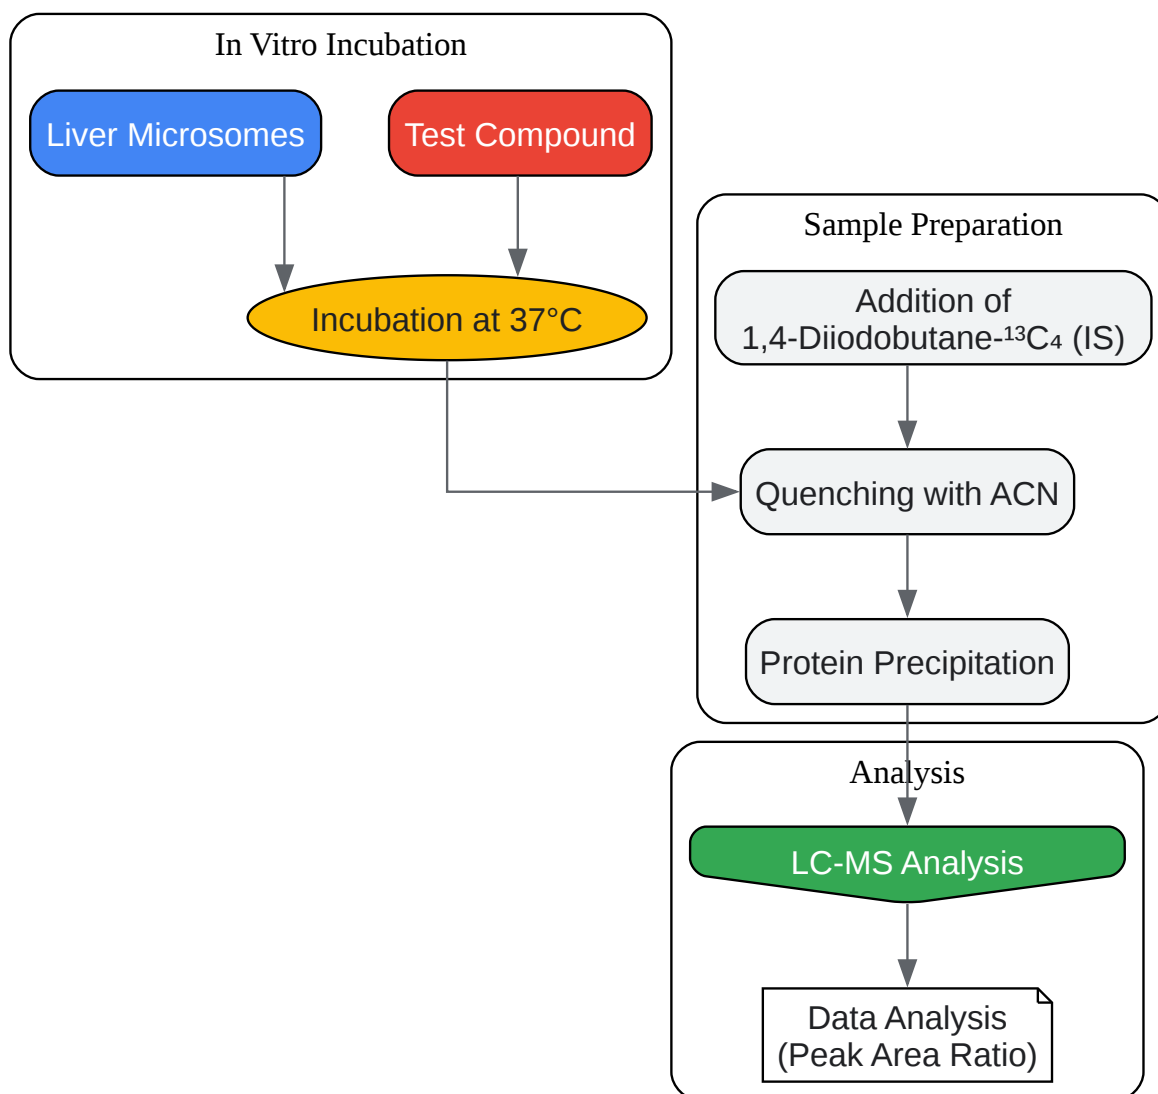 In Vitro Incubation
Liver Microsomes
Test Compound
Incubation at 37°C
Sample Preparation
Addition of
1,4-Diiodobutane-¹³C₄ (IS)
Quenching with ACN
Protein Precipitation
Analysis
LC-MS Analysis
Data Analysis
(Peak Area Ratio)